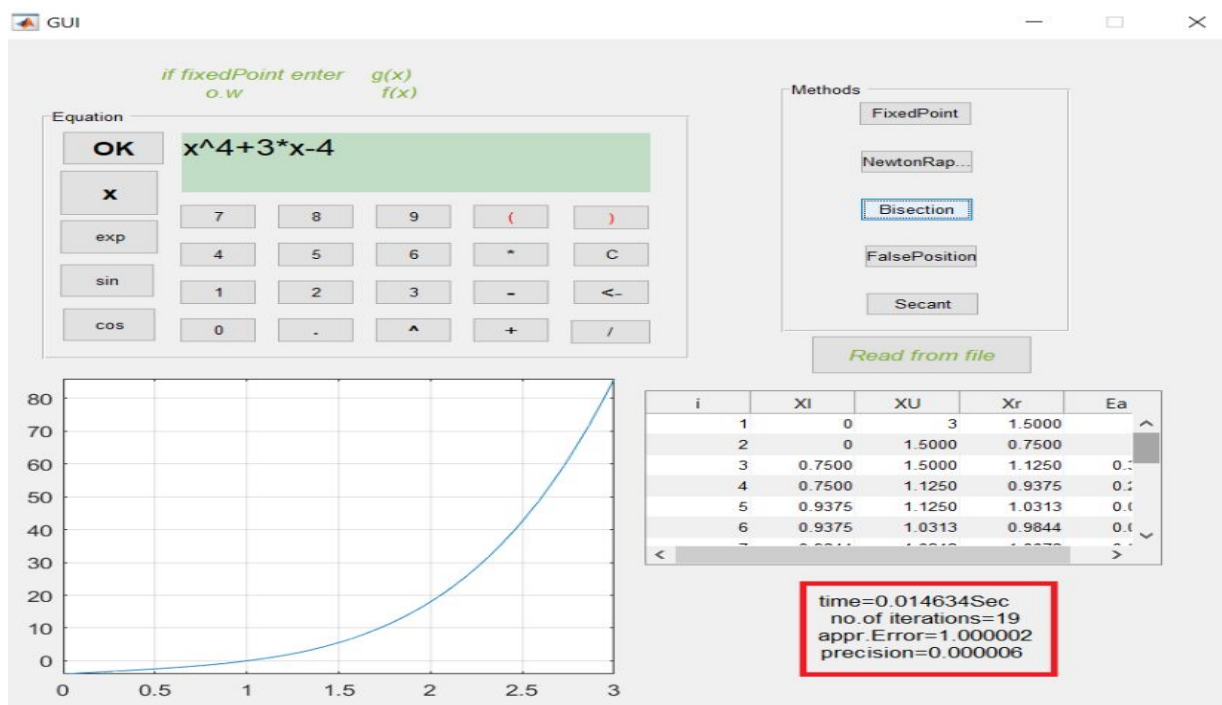 GUI
if fixedPoint enter g(x)
o.w f(x)
Equation
OK
x^4+3*x-4
x
7 8 9 ( )
exp
4 5 6 * C
sin
1 2 3 - <-
cos
0 . ^ + /
Methods
FixedPoint
NewtonRap...
Bisection
FalsePosition
Secant
Read from file
80
70
60
50
40
30
20
10
0
0 0.5 1 1.5 2 2.5 3
i Xl XU Xr Ea
1 0 3 1.5000
2 0 1.5000 0.7500
3 0.7500 1.5000 1.1250
4 0.7500 1.1250 0.9375
5 0.9375 1.1250 1.0313
6 0.9375 1.0313 0.9844
time=0.014634Sec
no.of iterations=19
appr.Error=1.000002
precision=0.000006